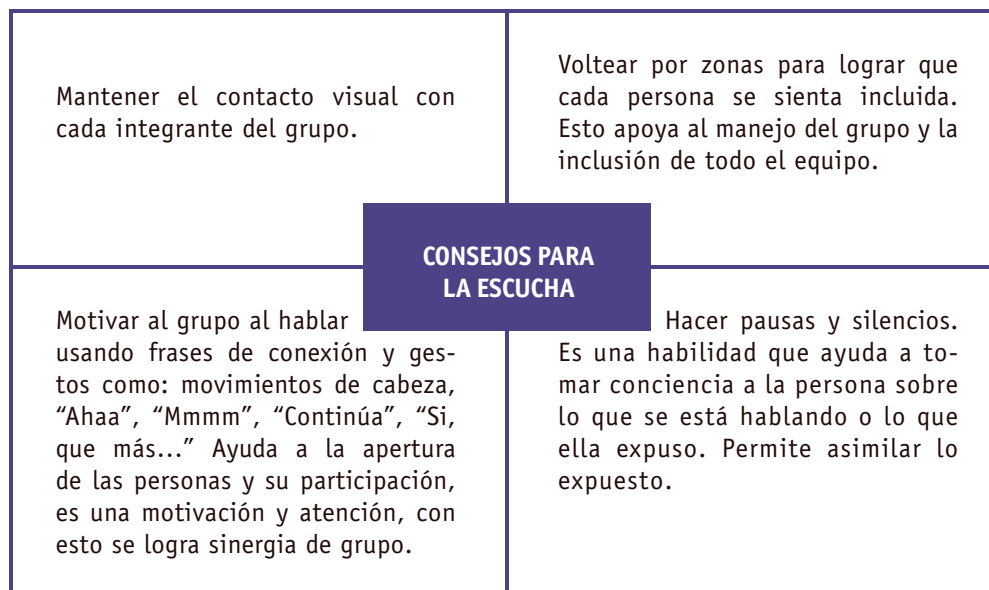 Mantener el contacto visual con
cada integrante del grupo.
Voltear por zonas para lograr que
cada persona se sienta incluida.
Esto apoya al manejo del grupo y la
inclusión de todo el equipo.
CONSEJOS PARA
LA ESCUCHA
Motivar al grupo al hablar
usando frases de conexión y ges-
tos como: movimientos de cabeza,
“Ahaa”, “Mmmm”, “Continúa”, “Si,
que más...” Ayuda a la apertura
de las personas y su participación,
es una motivación y atención, con
esto se logra sinergia de grupo.
Hacer pausas y silencios.
Es una habilidad que ayuda a to-
mar conciencia a la persona sobre
lo que se está hablando o lo que
ella expuso. Permite asimilar lo
expuesto.